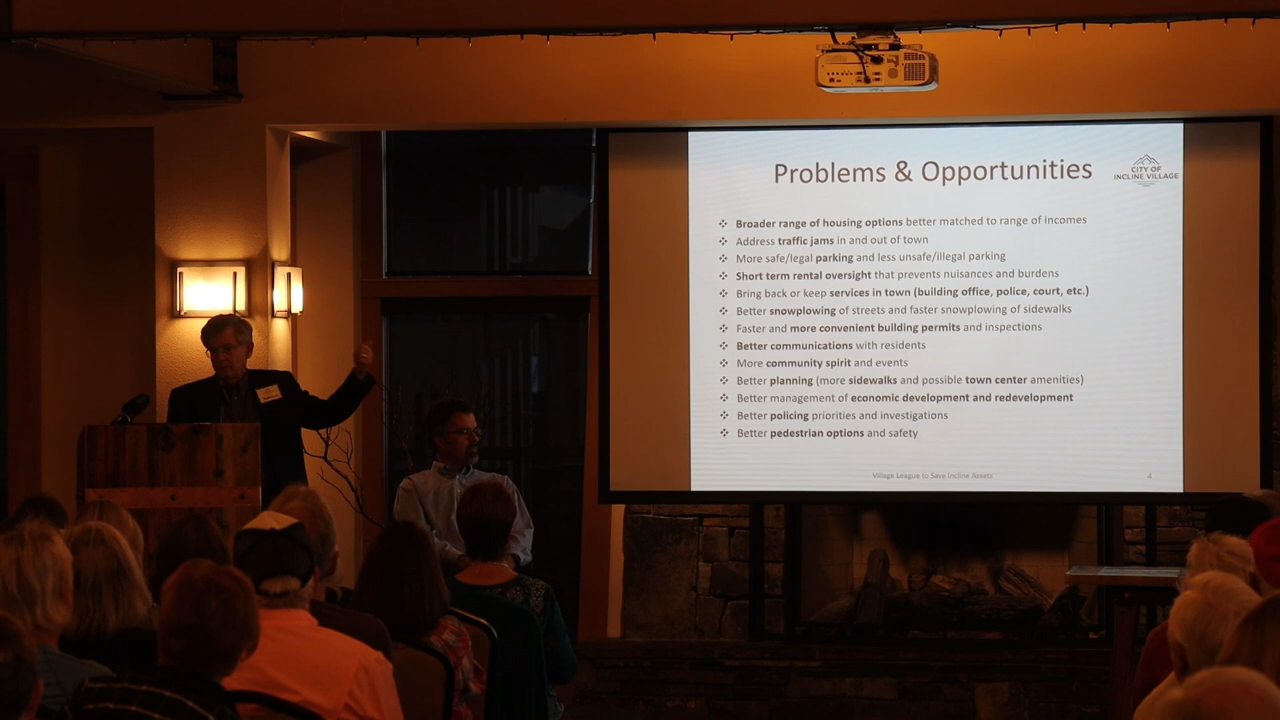 Problems & Opportunities
CITY OF
INCLINE VILLAGE
❖ Broader range of housing options better matched to range of incomes
❖ Address traffic jams in and out of town
❖ More safe/legal parking and less unsafe/illegal parking
❖ Short term rental oversight that prevents nuisances and burdens
❖ Bring back or keep services in town (building office, police, court, etc.)
❖ Better snowplowing of streets and faster snowplowing of sidewalks
❖ Faster and more convenient building permits and inspections
❖ Better communications with residents
❖ More community spirit and events
❖ Better planning (more sidewalks and possible town center amenities)
❖ Better management of economic development and redevelopment
❖ Better policing priorities and investigations
❖ Better pedestrian options and safety
Village League to Save Incline Assets
4